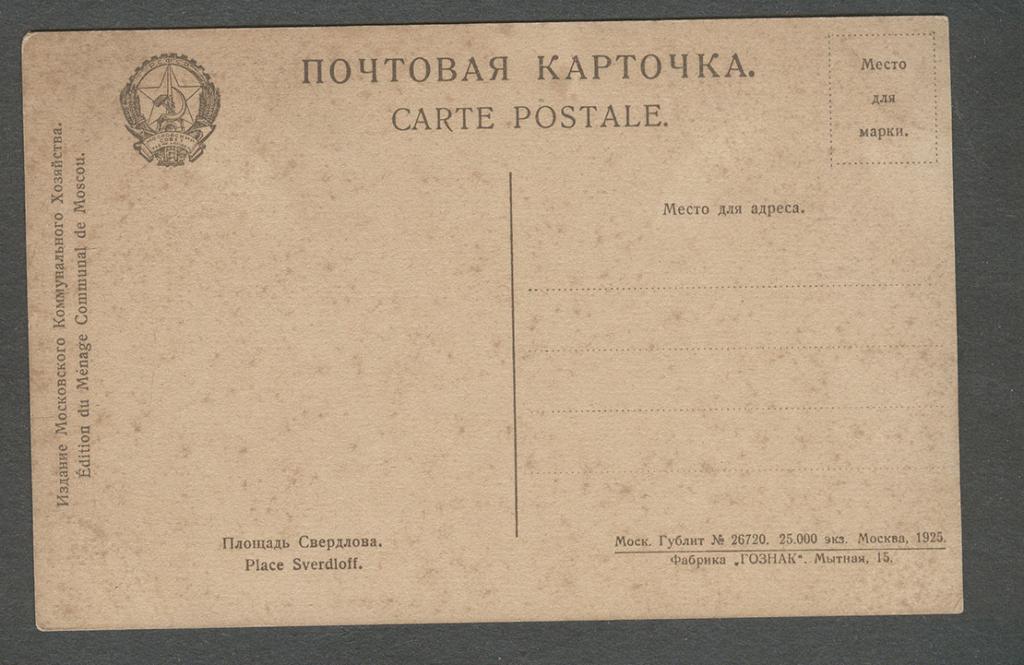 ПОЧТОВАЯ КАРТОЧКА.
CARTE POSTALE.
Место
для
марки.
Место для адреса.
Издание Московского Коммунального Хозяйства.
Édition du Ménage Communal de Moscou.
Площадь Свердлова.
Place Sverdloff.
Моск. Гублит № 26720. 25.000 экз. Москва, 1925.
Фабрика „ГОЗНАК“. Мытная, 15.